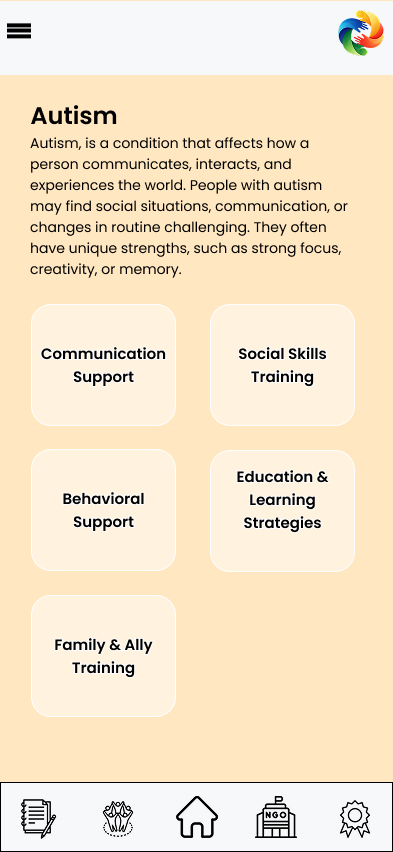 Autism
Autism, is a condition that affects how a
person communicates, interacts, and
experiences the world. People with autism
may find social situations, communication, or
changes in routine challenging. They often
have unique strengths, such as strong focus,
creativity, or memory.
Communication
Support
Social Skills
Training
Behavioral
Support
Education &
Learning
Strategies
Family & Ally
Training
NGO